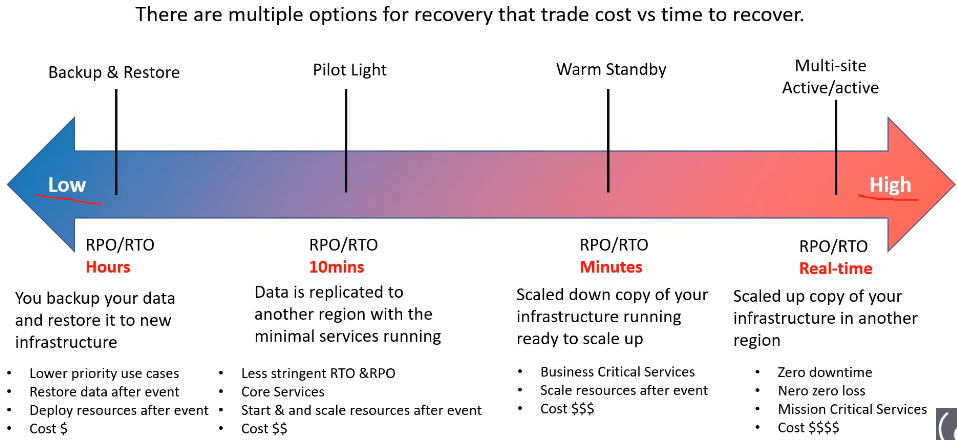 There are multiple options for recovery that trade cost vs time to recover.
Backup & Restore
Pilot Light
Warm Standby
Multi-site
Active/active
Low
High
RPO/RTO
Hours
You backup your data
and restore it to new
infrastructure
• Lower priority use cases
• Restore data after event
• Deploy resources after event
• Cost $
RPO/RTO
10mins
Data is replicated to
another region with the
minimal services running
• Less stringent RTO &RPO
• Core Services
• Start & and scale resources after event
• Cost $$
RPO/RTO
Minutes
Scaled down copy of your
infrastructure running
ready to scale up
• Business Critical Services
• Scale resources after event
• Cost $$$
RPO/RTO
Real-time
Scaled up copy of your
infrastructure in another
region
• Zero downtime
• Nero zero loss
• Mission Critical Services
• Cost $$$$